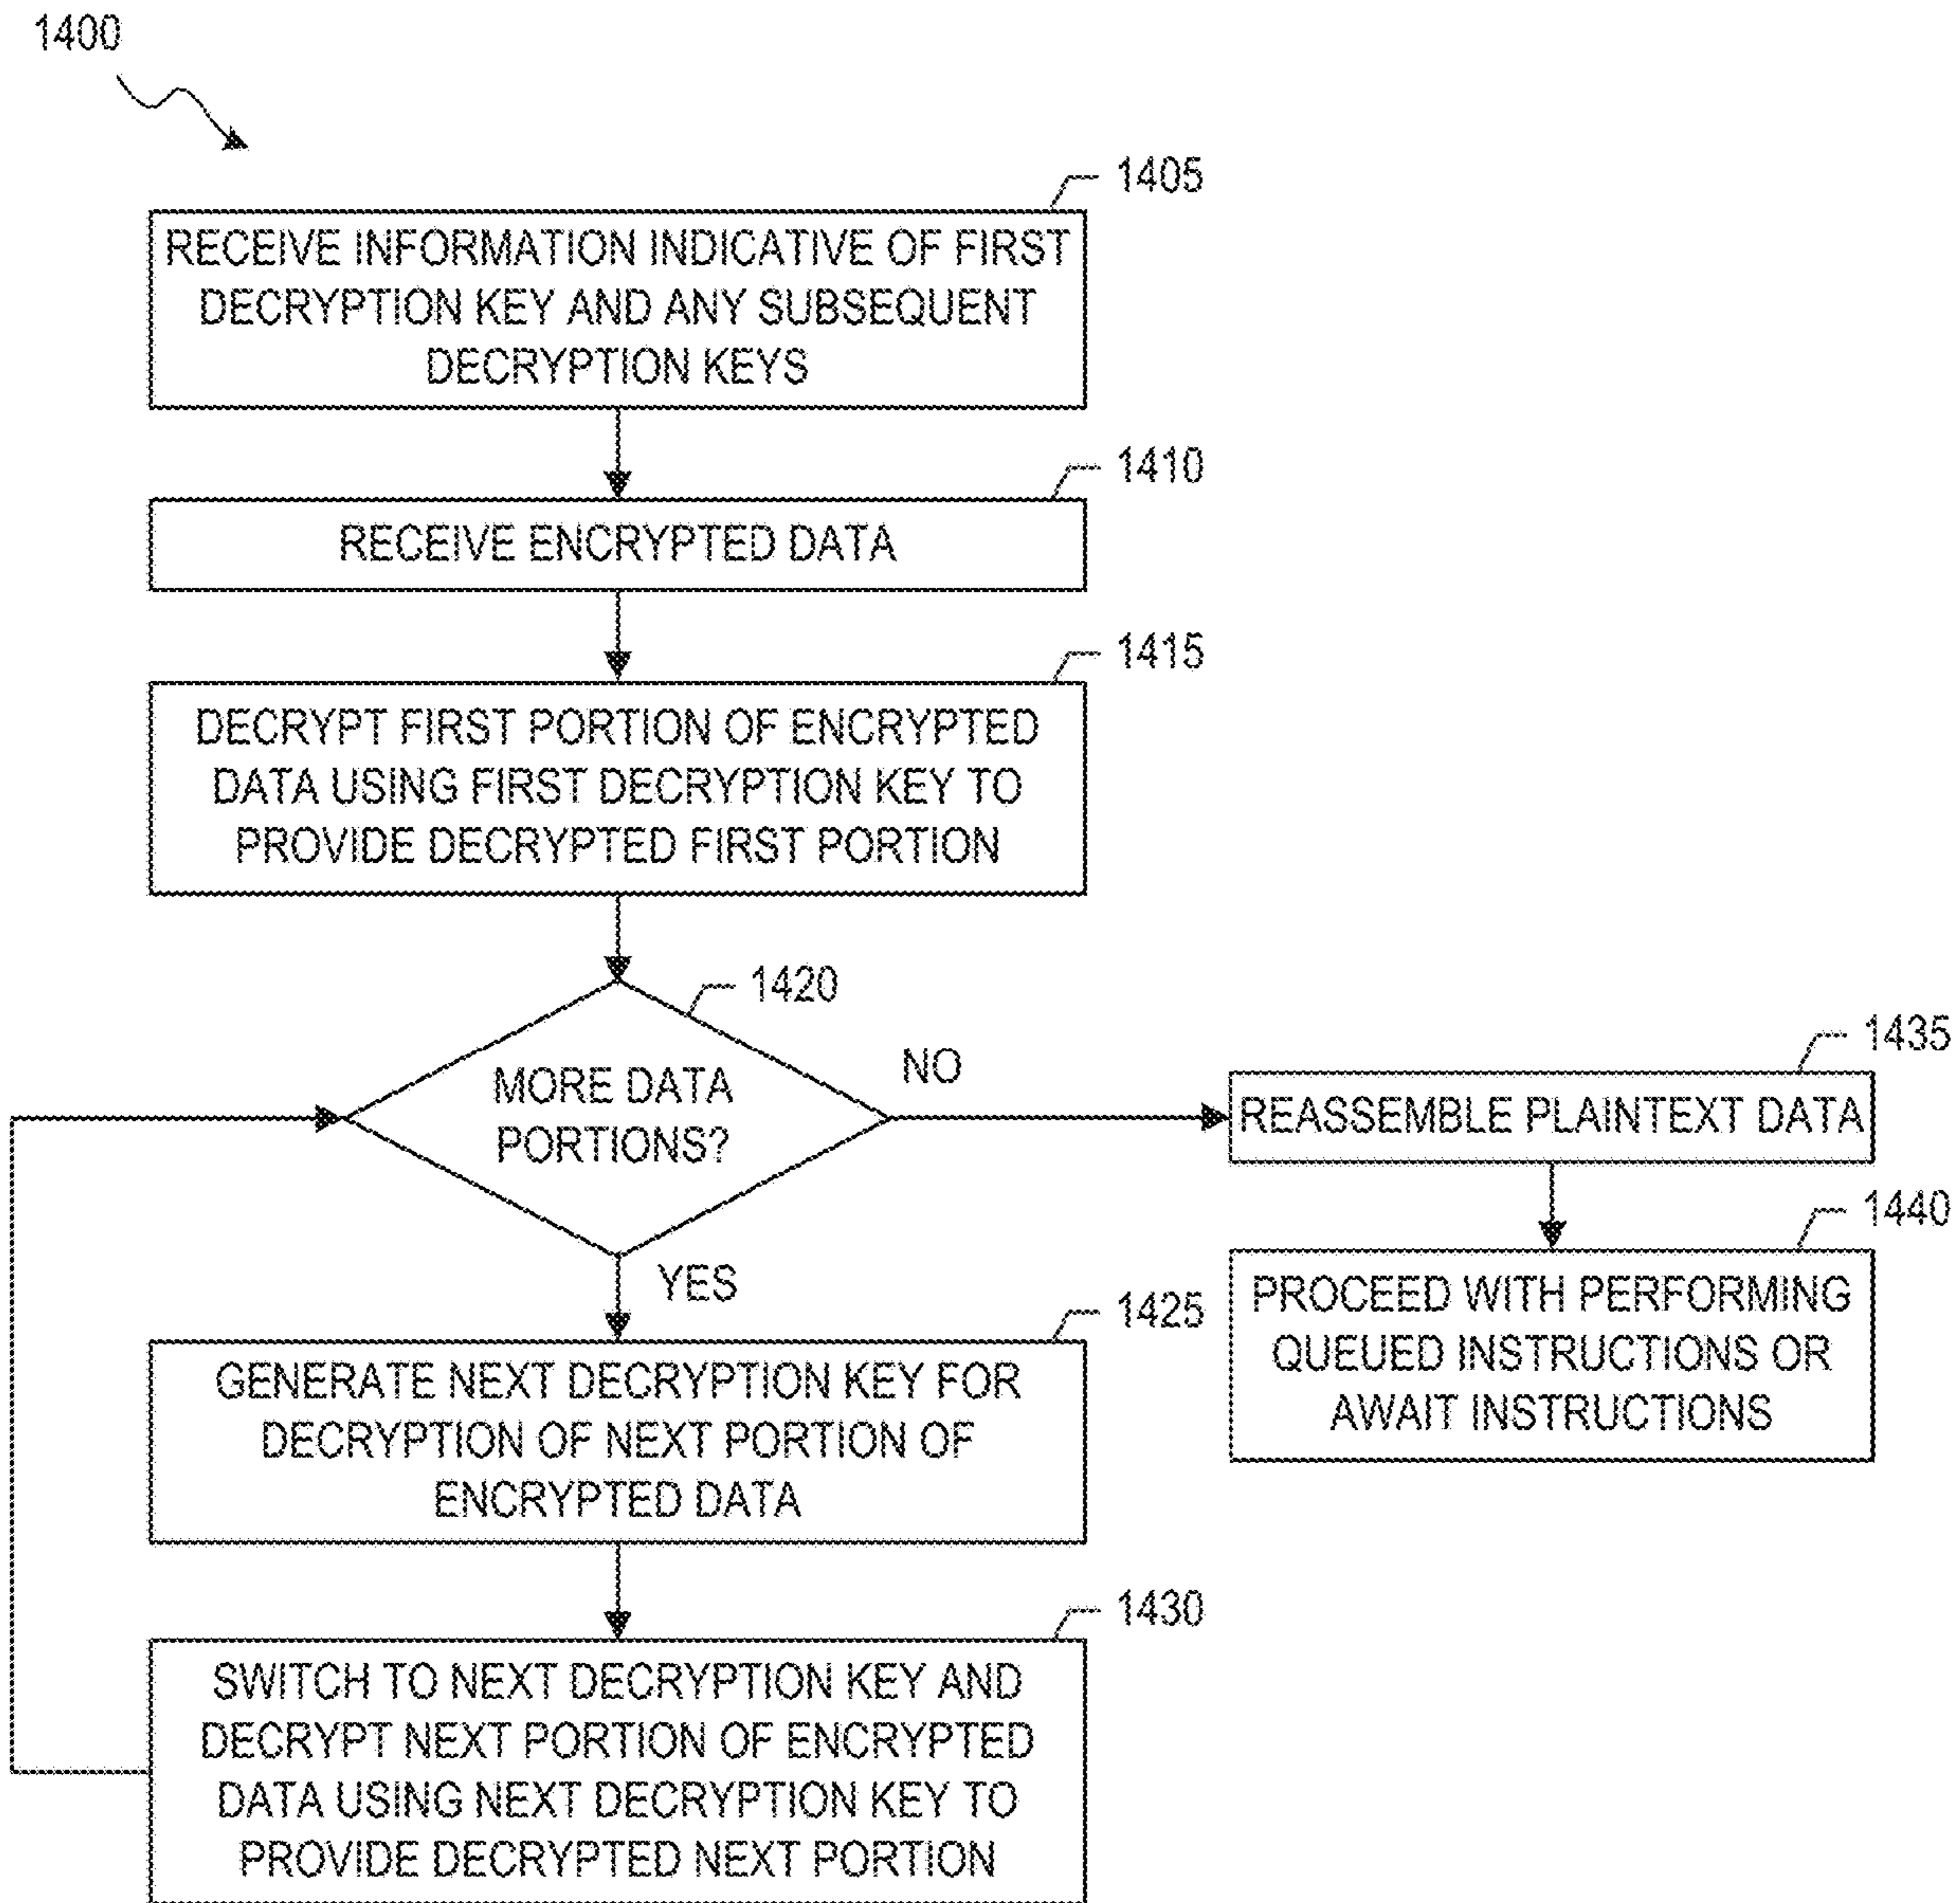 1400
1405
RECEIVE INFORMATION INDICATIVE OF FIRST
DECRYPTION KEY AND ANY SUBSEQUENT
DECRYPTION KEYS
1410
RECEIVE ENCRYPTED DATA
1415
DECRYPT FIRST PORTION OF ENCRYPTED
DATA USING FIRST DECRYPTION KEY TO
PROVIDE DECRYPTED FIRST PORTION
1420
MORE DATA
PORTIONS?
NO
YES
1435
REASSEMBLE PLAINTEXT DATA
1440
PROCEED WITH PERFORMING
QUEUED INSTRUCTIONS OR
AWAIT INSTRUCTIONS
1425
GENERATE NEXT DECRYPTION KEY FOR
DECRYPTION OF NEXT PORTION OF
ENCRYPTED DATA
1430
SWITCH TO NEXT DECRYPTION KEY AND
DECRYPT NEXT PORTION OF ENCRYPTED
DATA USING NEXT DECRYPTION KEY TO
PROVIDE DECRYPTED NEXT PORTION